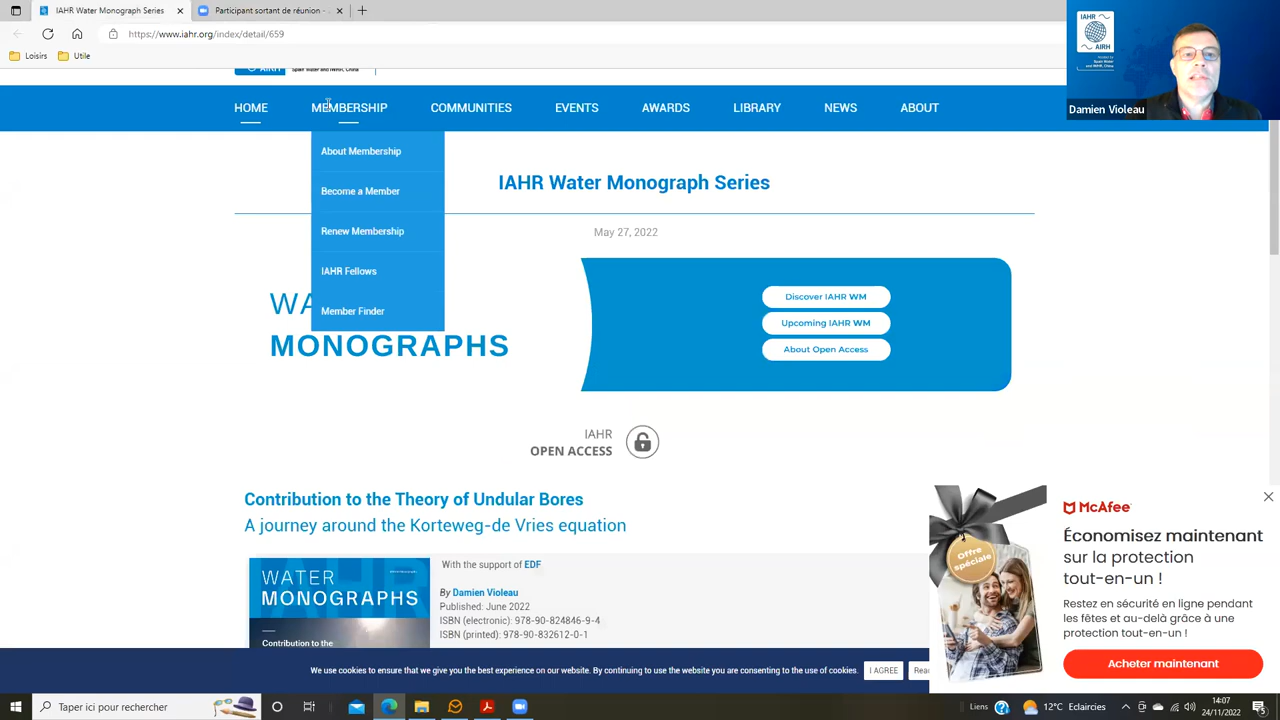 IAHR Water Monograph Series
Participant sortant de réunion -
https://www.iahr.org/index/detail/659
Loisirs
Utile
IAHR
AIRH
Damien Violeau
HOME
MEMBERSHIP
COMMUNITIES
EVENTS
AWARDS
LIBRARY
NEWS
ABOUT
About Membership
Become a Member
Renew Membership
IAHR Fellows
Member Finder
IAHR Water Monograph Series
May 27, 2022
WA
MONOGRAPHS
Discover IAHR WM
Upcoming IAHR WM
About Open Access
IAHR
OPEN ACCESS
Contribution to the Theory of Undular Bores
A journey around the Korteweg-de Vries equation
WATER
MONOGRAPHS
Contribution to the
With the support of EDF
By Damien Violeau
Published: June 2022
ISBN (electronic): 978-90-824846-9-4
ISBN (printed): 978-90-832612-0-1
Offre
spéciale
McAfee
Économisez maintenant
sur la protection
tout-en-un !
Restez en sécurité en ligne pendant
les fêtes et au-delà grâce à une
protection tout-en-un !
Acheter maintenant
We use cookies to ensure that we give you the best experience on our website. By continuing to use the website you are consenting to the use of cookies.
I AGREE
Rea
Taper ici pour rechercher
Liens
12°C Eclaircies
14:07
24/11/2022